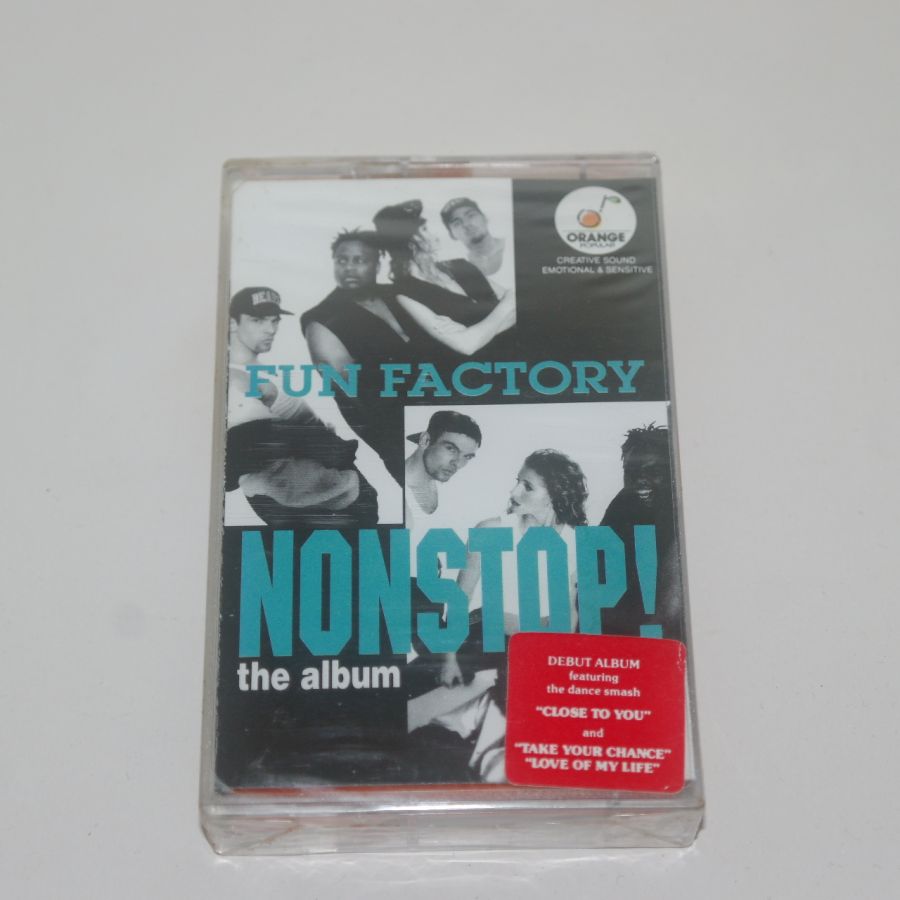 ORANGE
POPULAR
CREATIVE SOUND
EMOTIONAL & SENSITIVE
FUN FACTORY
NONSTOP!
the album
DEBUT ALBUM
featuring
the dance smash
"CLOSE TO YOU"
and
"TAKE YOUR CHANCE"
"LOVE OF MY LIFE"